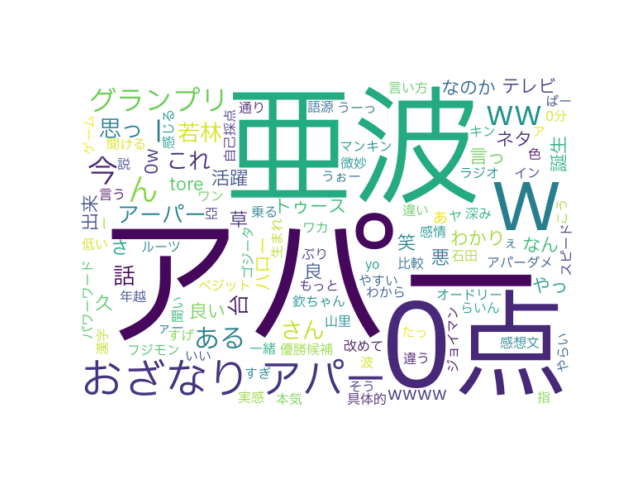 亜波
アパー
0点
w
おざなり
アパー
グランプリ
思っ
ー
若林
ww
なのか
テレビ
言い方
通り
語源
うーっ
マンキン
微妙
うぉー
自己採点
ゲーム
聞ける
感じる
説
0w
今
これ
ん
tore
活躍
言う
ワン
亞
草
乗る
トゥース
ネタ
言っ
キン
ラジオ
イン
ア
色
ぱー
0分
誕生
スピード
こう
出来
アーパー
さ
話
低い
ルーツ
ベジット
ゴジータ
ハロー
生まれ
ワカ
ぶり
笑
違い
感情
あ
ヤ
深み
わかり
ぇ
石田
なん
アパーダメ
やっ
悪
比較
yo
良
もっと
やすい
わから
パワーワード
漢字
久
年越
闘い
アー
良い
台
ある
さん
欽ちゃん
山里
オードリー
らいん
たっ
ジョイマン
フジモン
すげ
いい
一緒
すぎ
優勝候補
改めて
波
そう
違う
具体的
wwww
感想文
やらい
指
実感
本気